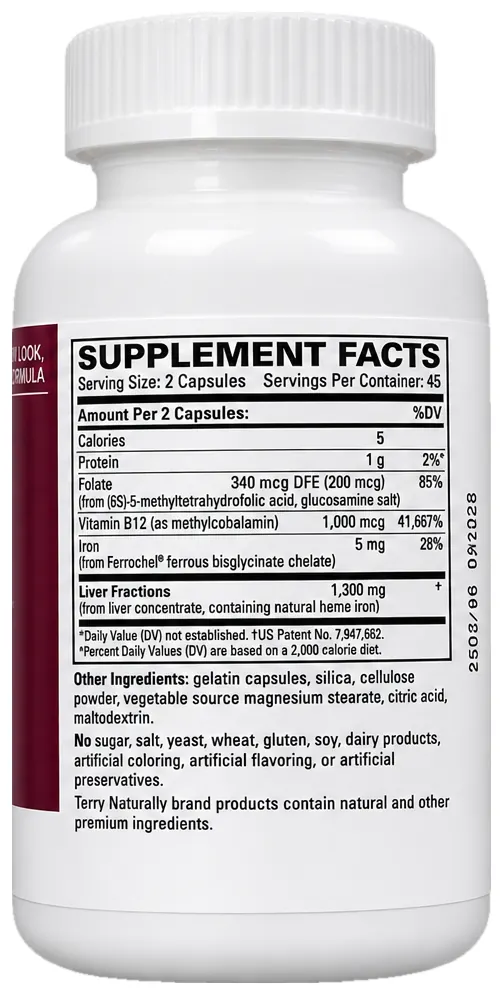 LOOK,
SUPPLEMENT FACTS
Serving Size: 2 Capsules Servings Per Container: 45
Amount Per 2 Capsules: %DV
Calories 5
Protein 1 g 2%*
Folate 340 mcg DFE (200 mcg) 85%
(from (6S)-5-methyltetrahydrofolic acid, glucosamine salt)
Vitamin B12 (as methylcobalamin) 1,000 mcg 41,667%
Iron 5 mg 28%
(from Ferrochel® ferrous bisglycinate chelate)
Liver Fractions 1,300 mg †
(from liver concentrate, containing natural heme iron)
*Daily Value (DV) not established. †US Patent No. 7,947,662.
*Percent Daily Values (DV) are based on a 2,000 calorie diet.
Other Ingredients: gelatin capsules, silica, cellulose
powder, vegetable source magnesium stearate, citric acid,
maltodextrin.
No sugar, salt, yeast, wheat, gluten, soy, dairy products,
artificial coloring, artificial flavoring, or artificial
preservatives.
Terry Naturally brand products contain natural and other
premium ingredients.